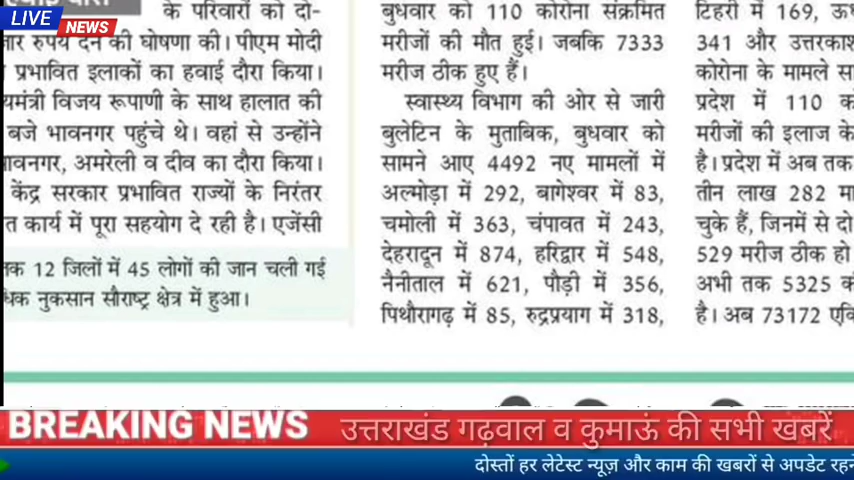 LIVE
NEWS
के परिवारों को दो-
रुपये देने की घोषणा की। पीएम मोदी
प्रभावित इलाकों का हवाई दौरा किया।
विजय रूपाणी के साथ हालात की
बजे भावनगर पहुंचे थे। वहां से उन्होंने
अमरेली व दीव का दौरा किया।
केंद्र सरकार प्रभावित राज्यों के निरंतर
कार्य में पूरा सहयोग दे रही है। एजेंसी
12 जिलों में 45 लोगों की जान चली गई
नुकसान सौराष्ट्र क्षेत्र में हुआ।
बुधवार को 110 कोरोना संक्रमित
मरीजों की मौत हुई। जबकि 7333
मरीज ठीक हुए हैं।
स्वास्थ्य विभाग की ओर से जारी
बुलेटिन के मुताबिक, बुधवार को
सामने आए 4492 नए मामलों में
अल्मोड़ा में 292, बागेश्वर में 83,
चमोली में 363, चंपावत में 243,
देहरादून में 874, हरिद्वार में 548,
नैनीताल में 621, पौड़ी में 356,
पिथौरागढ़ में 85, रुद्रप्रयाग में 318,
टिहरी में 169,
341 और
कोरोना के मामले
प्रदेश में 110
मरीजों की इलाज के
है। प्रदेश में अब तक
तीन लाख 282
चुके हैं, जिनमें से दो
529 मरीज ठीक हो
अभी तक 5325
है। अब 73172
BREAKING NEWS
उत्तराखंड गढ़वाल व कुमाऊं की सभी खबरें
दोस्तों हर लेटेस्ट न्यूज़ और काम की खबरों से अपडेट